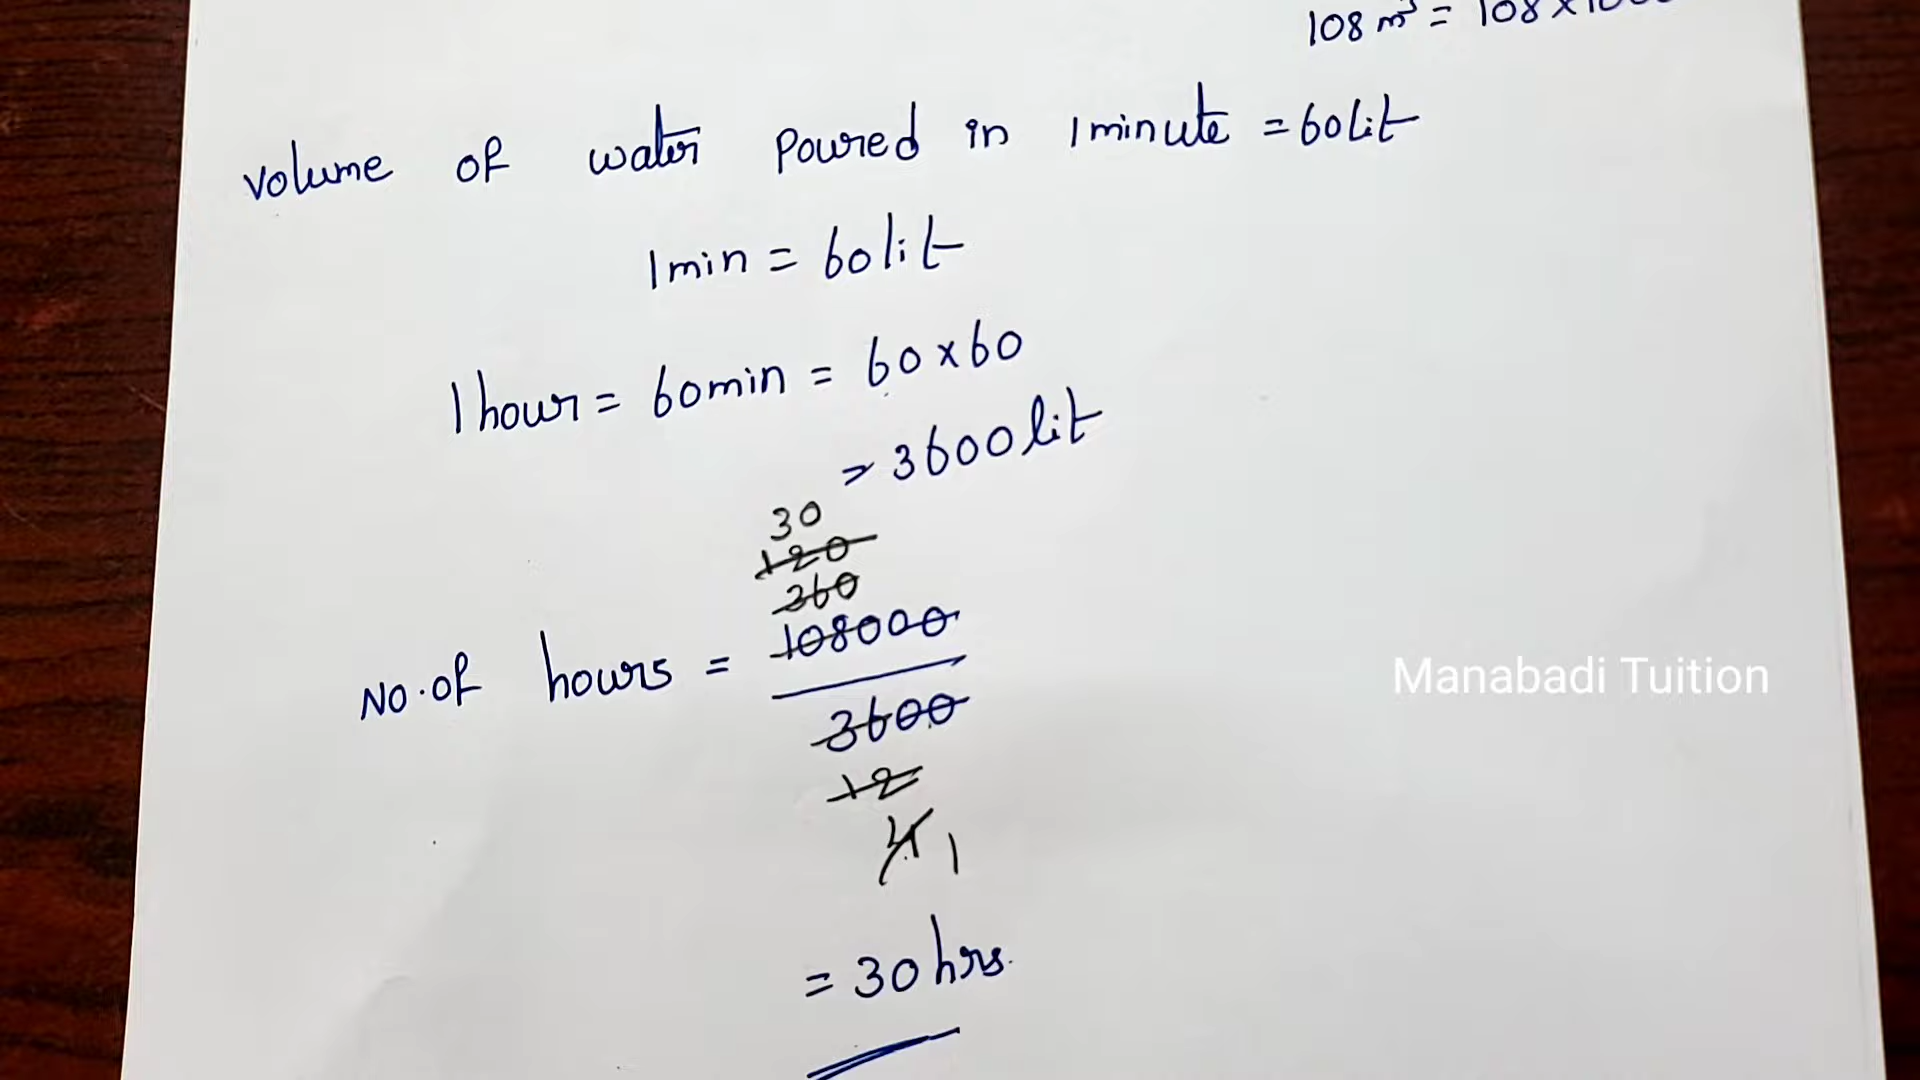 108 m³ = 108 × 1000
volume of water poured in 1 minute = 60 lit
1 min = 60 lit
1 hour = 60 min = 60 × 60
= 3600 lit
30
120
360
No. of hours = 108000
3600
12
4 1
= 30 hrs.
Manabadi Tuition